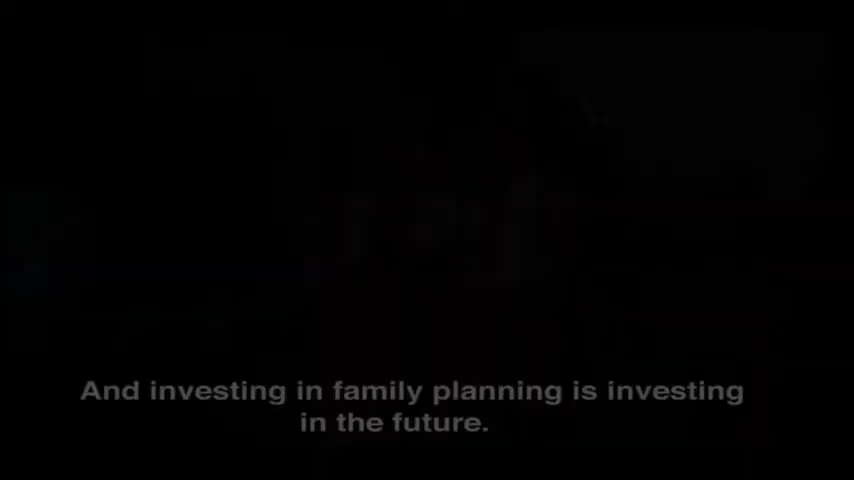 And investing in family planning is investing
in the future.